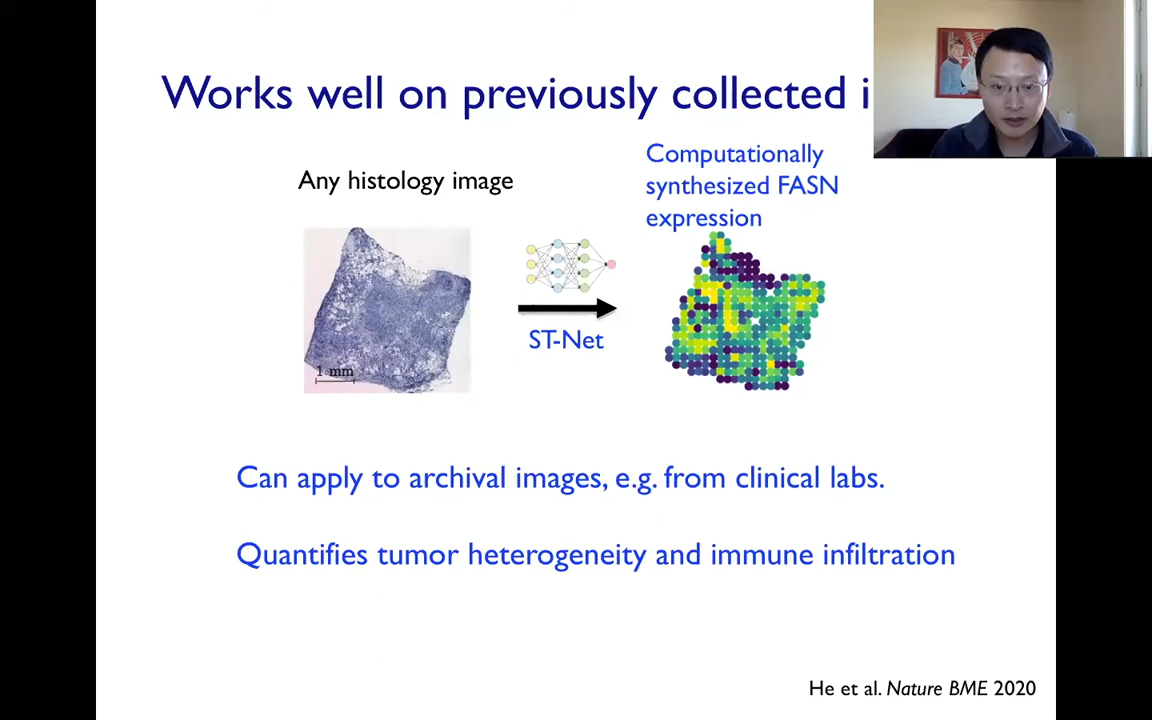 Works well on previously collected
Any histology image
Computationally
synthesized FASN
expression
1 mm
ST-Net
Can apply to archival images, e.g. from clinical labs.
Quantifies tumor heterogeneity and immune infiltration
He et al. Nature BME 2020